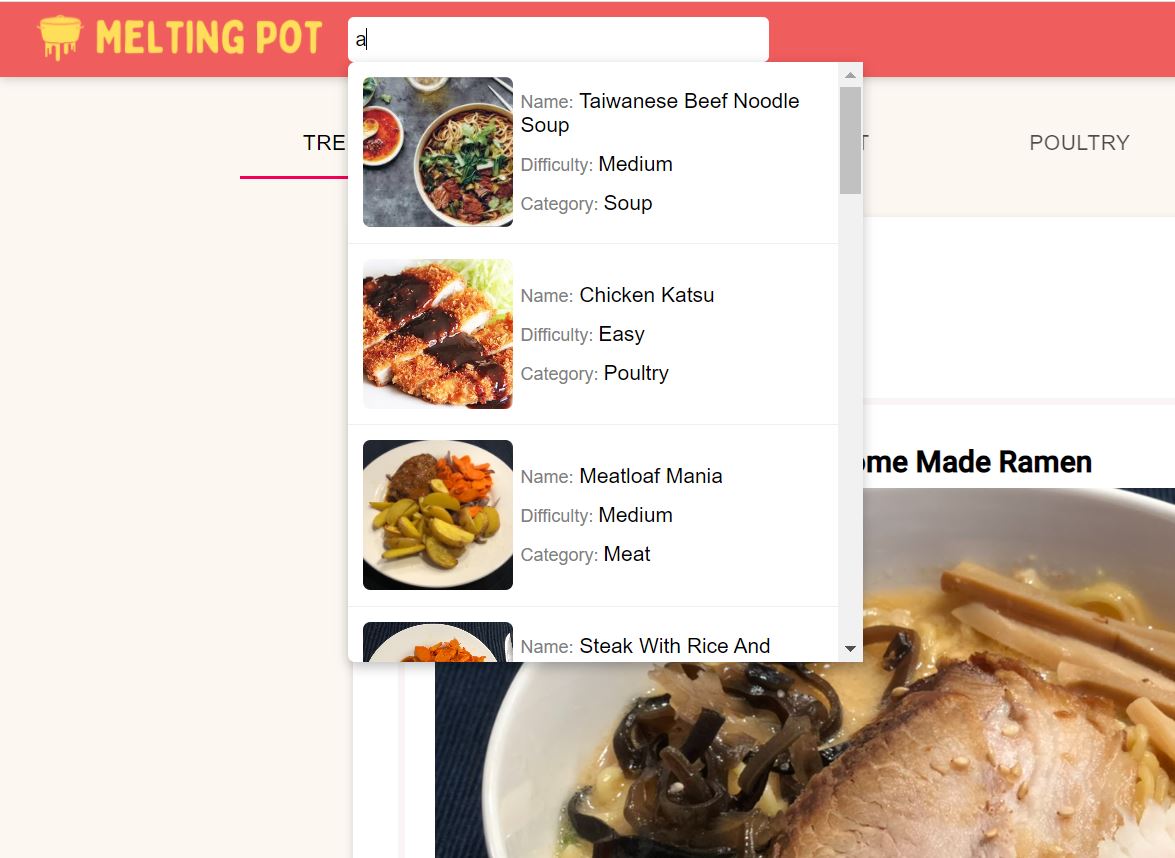 MELTING POT
a
TRE
T
POULTRY
Name: Taiwanese Beef Noodle
Soup
Difficulty: Medium
Category: Soup
Name: Chicken Katsu
Difficulty: Easy
Category: Poultry
Name: Meatloaf Mania
Difficulty: Medium
Category: Meat
Name: Steak With Rice And
ome Made Ramen